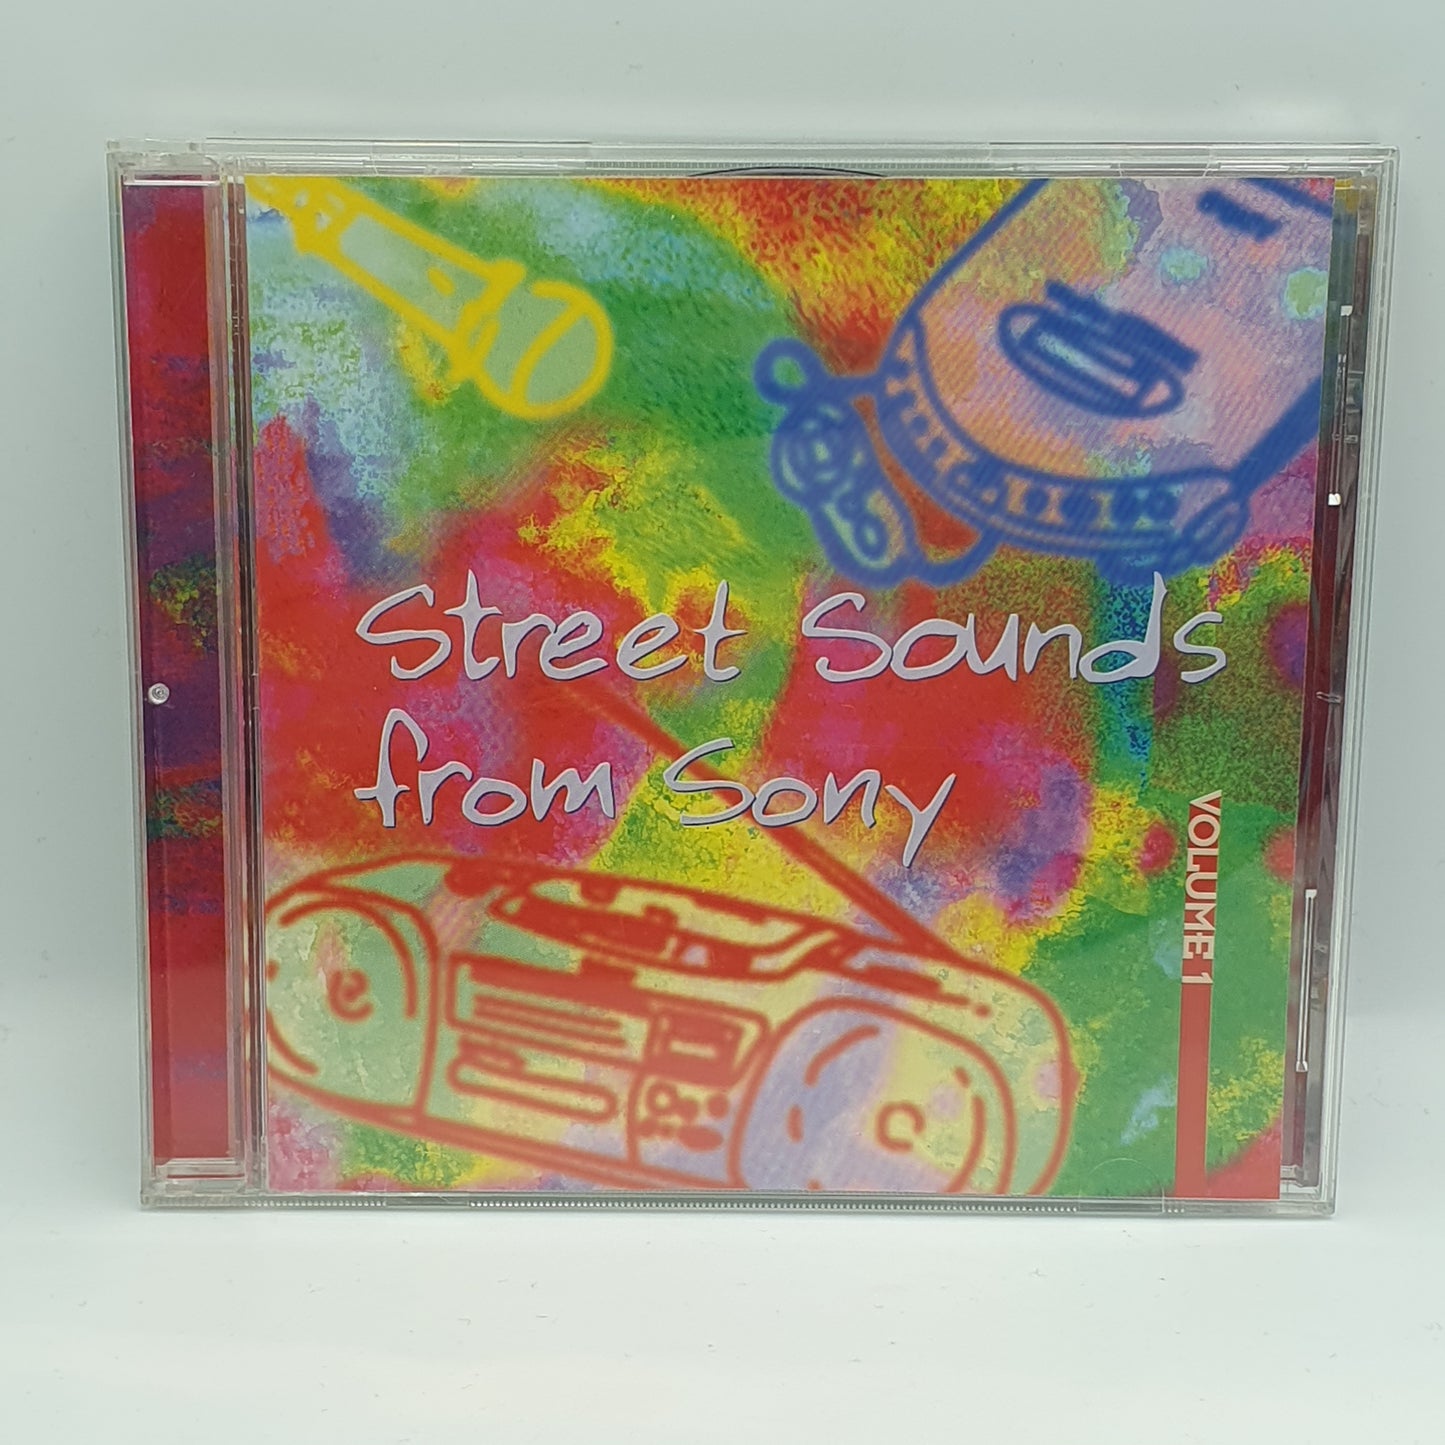 Street Sounds
from Sony
VOLUME 1